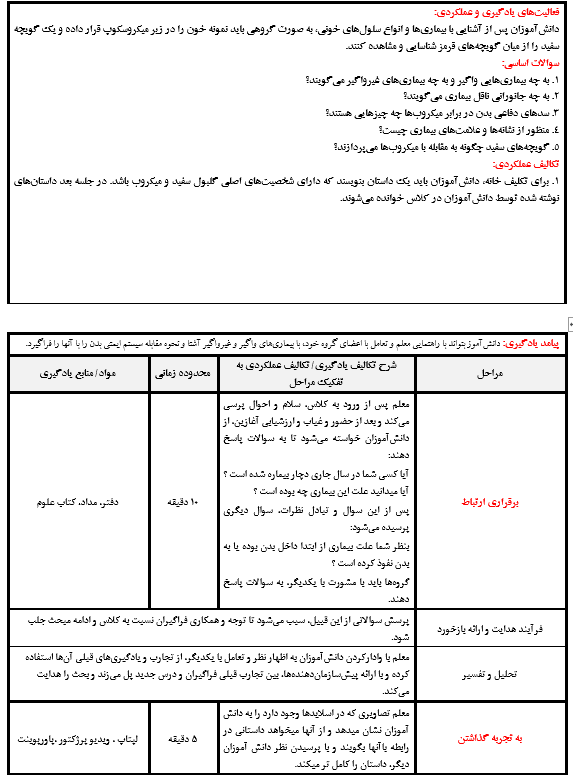 فعالیت‌های یادگیری و عملکردی:
دانش‌آموزان پس از آشنایی با بیماری‌ها و انواع سلول‌های خونی، به صورت گروهی باید نمونه خون را در زیر میکروسکوپ قرار داده و یک گویچه
سفید را از میان گویچه‌های قرمز شناسایی و مشاهده کنند.
سوالات اساسی:
۱. به چه بیماری‌هایی واگیر و به چه بیماری‌های غیرواگیر می‌گویند؟
۲. به چه جانورانی ناقل بیماری می‌گویند؟
۳. سدهای دفاعی بدن در برابر میکروب‌ها چه چیزهایی هستند؟
۴. منظور از نشانه‌ها و علامت‌های بیماری چیست؟
۵. گویچه‌های سفید چگونه به مقابله با میکروب‌ها می‌پردازند؟
تکالیف عملکردی:
۱. برای تکلیف خانه، دانش‌آموزان باید یک داستان بنویسند که دارای شخصیت‌های اصلی گلبول سفید و میکروب باشد. در جلسه بعد داستان‌های
نوشته شده توسط دانش‌آموزان در کلاس خوانده می‌شوند.
پیامد یادگیری: دانش‌آموز بتواند با راهنمایی معلم و تعامل با اعضای گروه خود، با بیماری‌های واگیر و غیرواگیر آشنا و نحوه مقابله سیستم ایمنی بدن را با آنها را فراگیرد.
مراحل
شرح تکالیف یادگیری/ تکالیف عملکردی به
تفکیک مراحل
محدوده زمانی
مواد/ منابع یادگیری
برقراری ارتباط
معلم پس از ورود به کلاس، سلام و احوال پرسی
می‌کند و بعد از حضور و غیاب و ارزشیابی آغازین، از
دانش‌آموزان خواسته می‌شود تا به سوالات پاسخ
دهند:
آیا کسی شما در سال جاری دچار بیماره شده است ؟
آیا میدانید علت این بیماری چه بوده است ؟
پس از این سوال و تبادل نظرات، سوال دیگری
پرسیده می‌شود:
بنظر شما علت بیماری از ابتدا داخل بدن بوده یا به
بدن نفوذ کرده است ؟
گروه‌ها باید با مشورت با یکدیگر، به سوالات پاسخ
دهند.
۱۰ دقیقه
دفتر، مداد، کتاب علوم
فرآیند هدایت و ارائه بازخورد
پرسش سوالاتی از این قبیل، سبب می‌شود تا توجه و همکاری فراگیران نسبت به کلاس و ادامه مبحث جلب
شود.
تحلیل و تفسیر
معلم با وادارکردن دانش‌آموزان به اظهار نظر و تعامل با یکدیگر، از تجارب و یادگیری‌های قبلی آن‌ها استفاده
کرده و با ارائه پیش‌سازمان‌دهنده‌ها، بین تجارب قبلی فراگیران و درس جدید پل می‌زند و بحث را هدایت
می‌کند.
به تجربه گذاشتن
معلم تصاویری که در اسلایدها وجود دارد را به دانش
آموزان نشان میدهد و از آنها میخواهد داستانی در
رابطه باآنها بگویند و با پرسیدن نظر دانش آموزان
دیگر، داستان را کامل تر میکند.
۵ دقیقه
لپتاپ ، ویدیو پرژکتور ،پاورپوینت